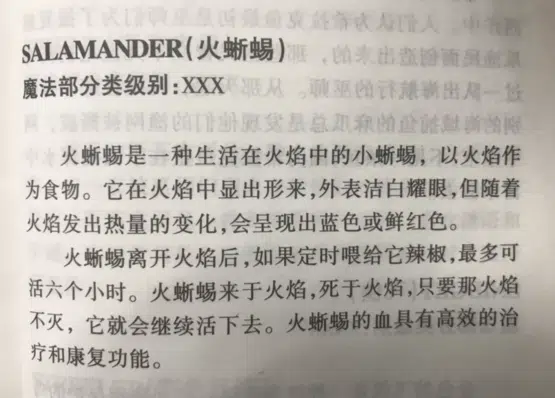 SALAMANDER(火蜥蜴)
魔法部分类级别:XXX
火蜥蜴是一种生活在火焰中的小蜥蜴，以火焰作
为食物。它在火焰中显出形来,外表洁白耀眼,但随着
火焰发出热量的变化,会呈现出蓝色或鲜红色。
火蜥蜴离开火焰后,如果定时喂给它辣椒,最多可
活六个小时。火蜥蜴来于火焰,死于火焰,只要那火焰
不灭，它就会继续活下去。火蜥蜴的血具有高效的治
疗和康复功能。